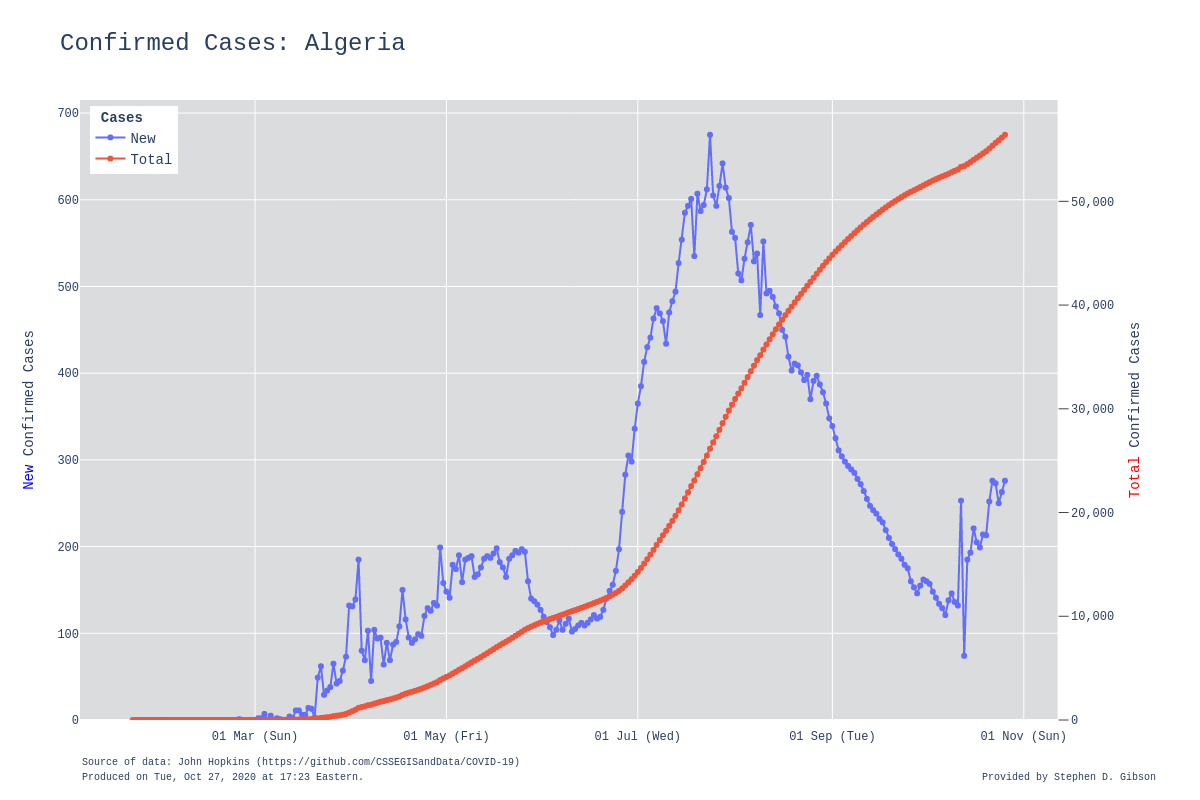 Confirmed Cases: Algeria
Cases
New
Total
700
600
500
400
300
200
100
0
New Confirmed Cases
50,000
40,000
30,000
20,000
10,000
0
Total Confirmed Cases
01 Mar (Sun)
01 May (Fri)
01 Jul (Wed)
01 Sep (Tue)
01 Nov (Sun)
Source of data: John Hopkins (https://github.com/CSSEGISandData/COVID-19)
Produced on Tue, Oct 27, 2020 at 17:23 Eastern.
Provided by Stephen D. Gibson